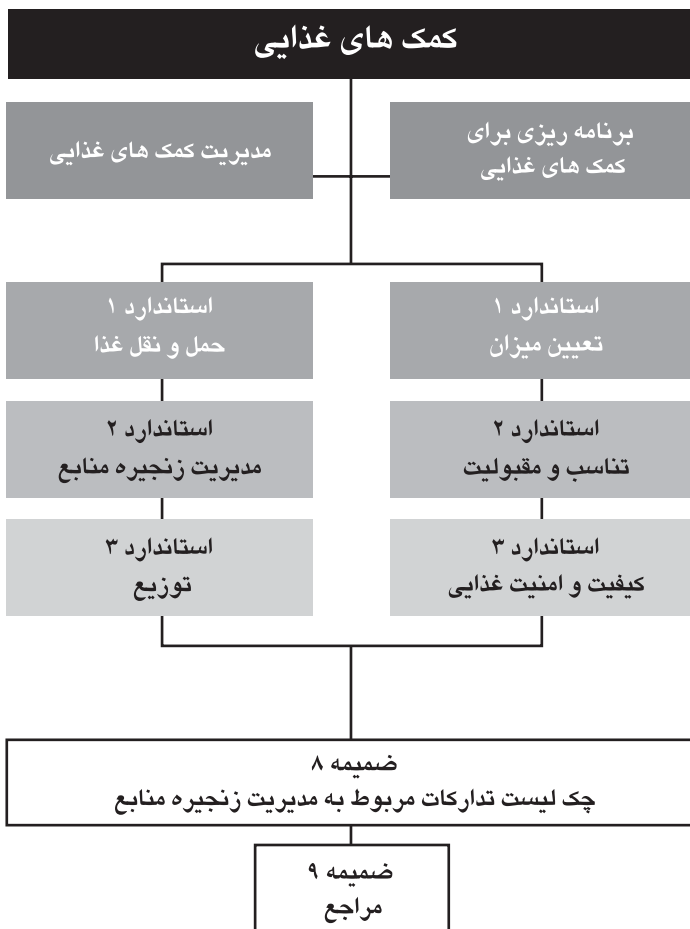 کمک های غذایی
برنامه ریزی برای
کمک های غذایی
مدیریت کمک های غذایی
استاندارد ۱
تعیین میزان
استاندارد ۲
تناسب و مقبولیت
استاندارد ۳
کیفیت و امنیت غذایی
استاندارد ۱
حمل و نقل غذا
استاندارد ۲
مدیریت زنجیره منابع
استاندارد ۳
توزیع
ضمیمه ۸
چک لیست تدارکات مربوط به مدیریت زنجیره منابع
ضمیمه ۹
مراجع